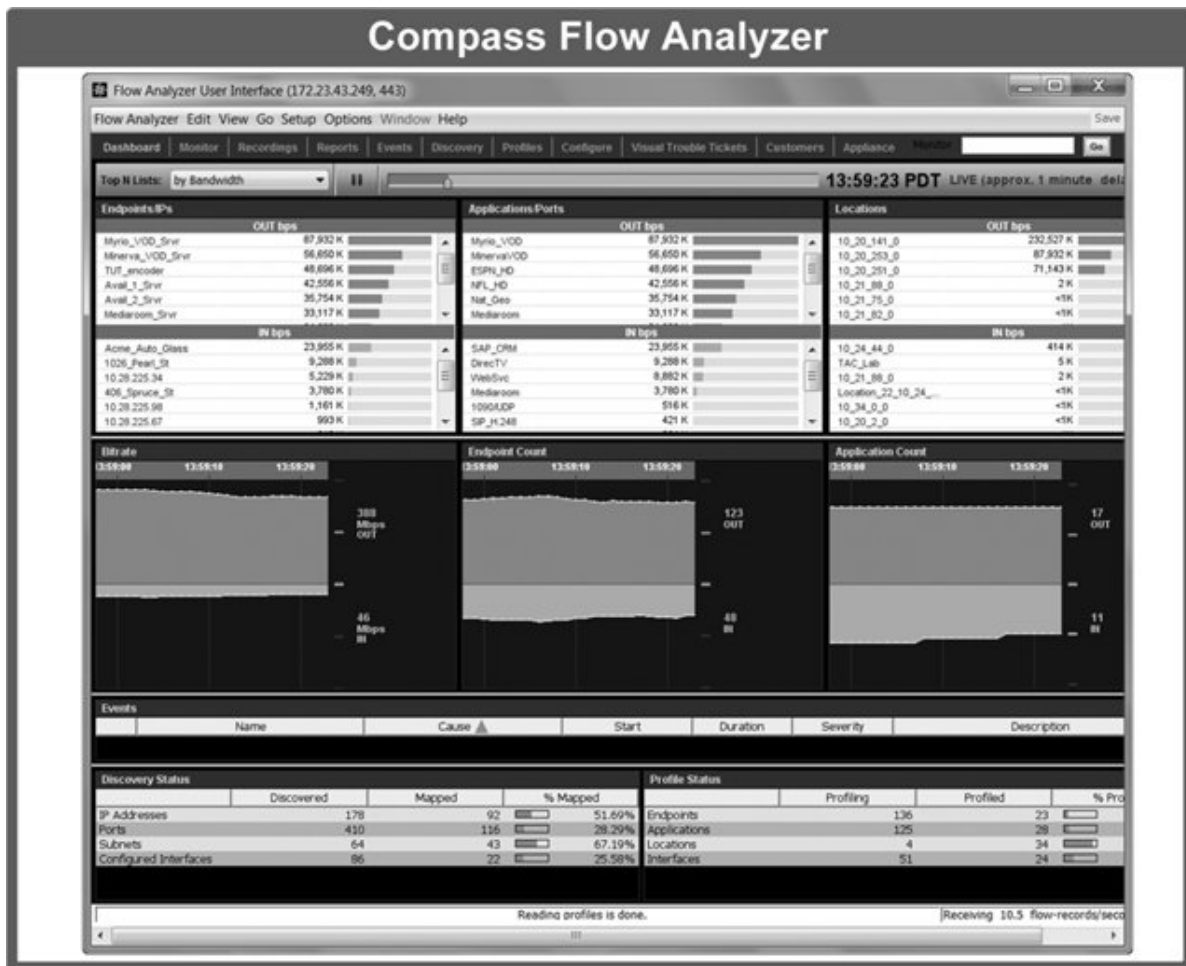 Compass Flow Analyzer
Flow Analyzer User Interface (172.23.43.249, 443)
Flow Analyzer Edit View Go Setup Options Window Help
Save
Dashboard Monitor Recordings Reports Events Discovery Profiles Configure Visual Trouble Tickets Customers Appliance Monitor Go
Top N Lists: by Bandwidth
13:59:23 PDT LIVE (approx. 1 minute dela
Endpoints/IPs
OUT bps
Myrio_VOD_Srvr 87,932 K
Minerva_VOD_Srvr 56,650 K
TUT_encoder 48,696 K
Avail_1_Srvr 42,556 K
Avail_2_Srvr 35,754 K
Mediaroom_Srvr 33,117 K
IN bps
Acme_Auto_Glass 23,955 K
1026_Pearl_St 9,288 K
10.28.225.34 5,229 K
406_Spruce_St 3,780 K
10.28.225.98 1,161 K
10.28.225.67 993 K
Applications/Ports
OUT bps
Myrio_VOD 87,932 K
MinervaVOD 56,650 K
ESPN_HD 48,696 K
NFL_HD 42,556 K
Nat_Geo 35,754 K
Mediaroom 33,117 K
IN bps
SAP_CRM 23,955 K
DirecTV 9,288 K
WebSvc 8,882 K
Mediaroom 3,780 K
1090/UDP 516 K
SIP_H.248 421 K
Locations
OUT bps
10_20_141_0 232,527 K
10_20_253_0 87,932 K
10_20_251_0 71,143 K
10_21_88_0 2 K
10_21_75_0 <1K
10_21_82_0 <1K
IN bps
10_24_44_0 414 K
TAC_Lab 5 K
10_21_88_0 2 K
Location_22_10_24_... <1K
10_34_0_0 <1K
10_20_2_0 <1K
Bitrate
3:59:00 13:59:10 13:59:20
388
Mbps
OUT
46
Mbps
IN
Endpoint Count
3:59:00 13:59:10 13:59:20
123
OUT
48
IN
Application Count
3:59:00 13:59:10 13:59:20
17
OUT
11
IN
Events
Name Cause Start Duration Severity Description
Discovery Status
Discovered Mapped % Mapped
IP Addresses 178 92 51.69%
Ports 410 116 28.29%
Subnets 64 43 67.19%
Configured Interfaces 86 22 25.58%
Profile Status
Profiling Profiled % Pro
Endpoints 136 23
Applications 125 28
Locations 4 34
Interfaces 51 24
Reading profiles is done.
Receiving 10.5 flow-records/seco